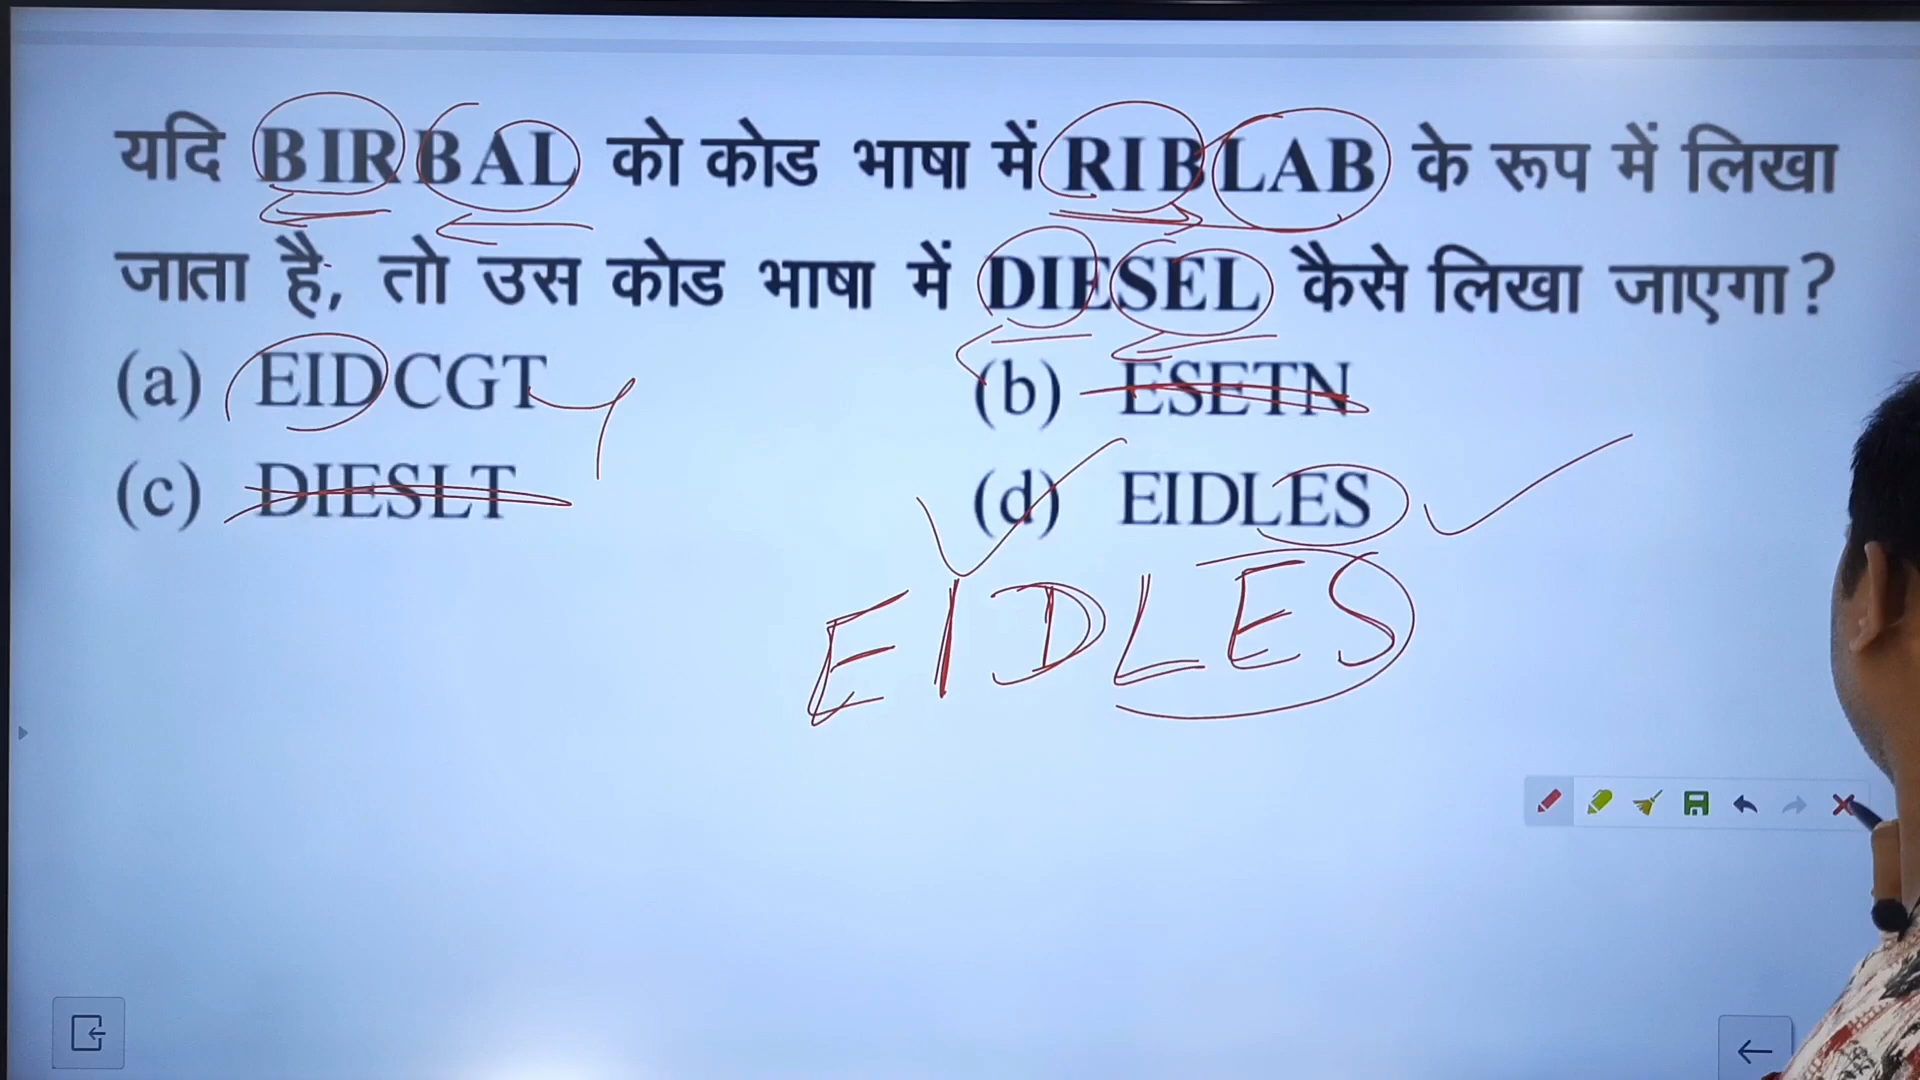 यदि BIRBAL को कोड भाषा में RIBLAB के रूप में लिखा
जाता है, तो उस कोड भाषा में DIESEL कैसे लिखा जाएगा?
(a) EIDCGT (b) ESETN
(c) DIESLT (d) EIDLES
EIDLES